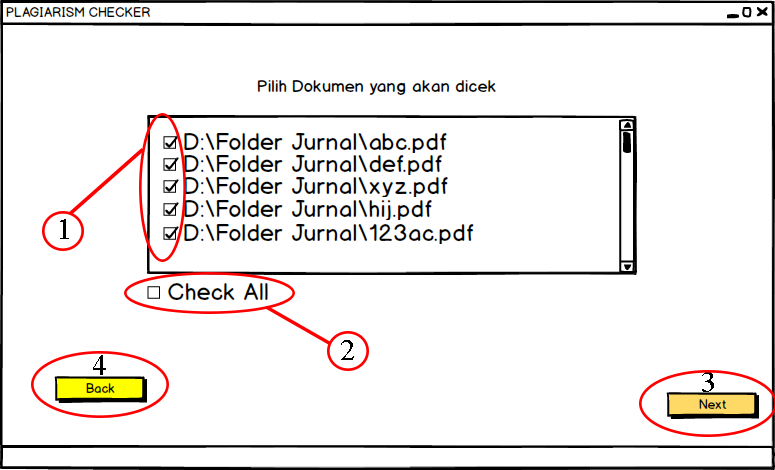 PLAGIARISM CHECKER
Pilih Dokumen yang akan dicek
D:\Folder Jurnal\abc.pdf
D:\Folder Jurnal\def.pdf
D:\Folder Jurnal\xyz.pdf
D:\Folder Jurnal\hij.pdf
D:\Folder Jurnal\123ac.pdf
1
Check All
2
4
Back
3
Next